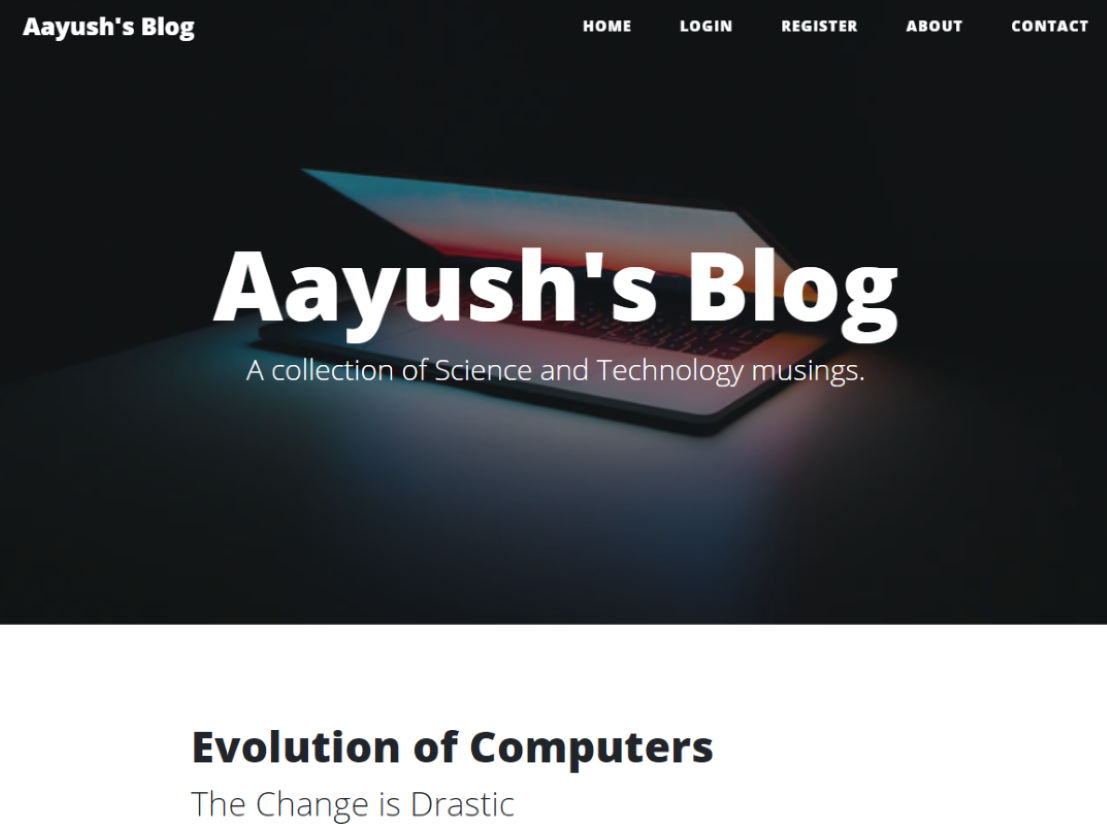 Aayush's Blog
HOME LOGIN REGISTER ABOUT CONTACT
Aayush's Blog
A collection of Science and Technology musings.
Evolution of Computers
The Change is Drastic